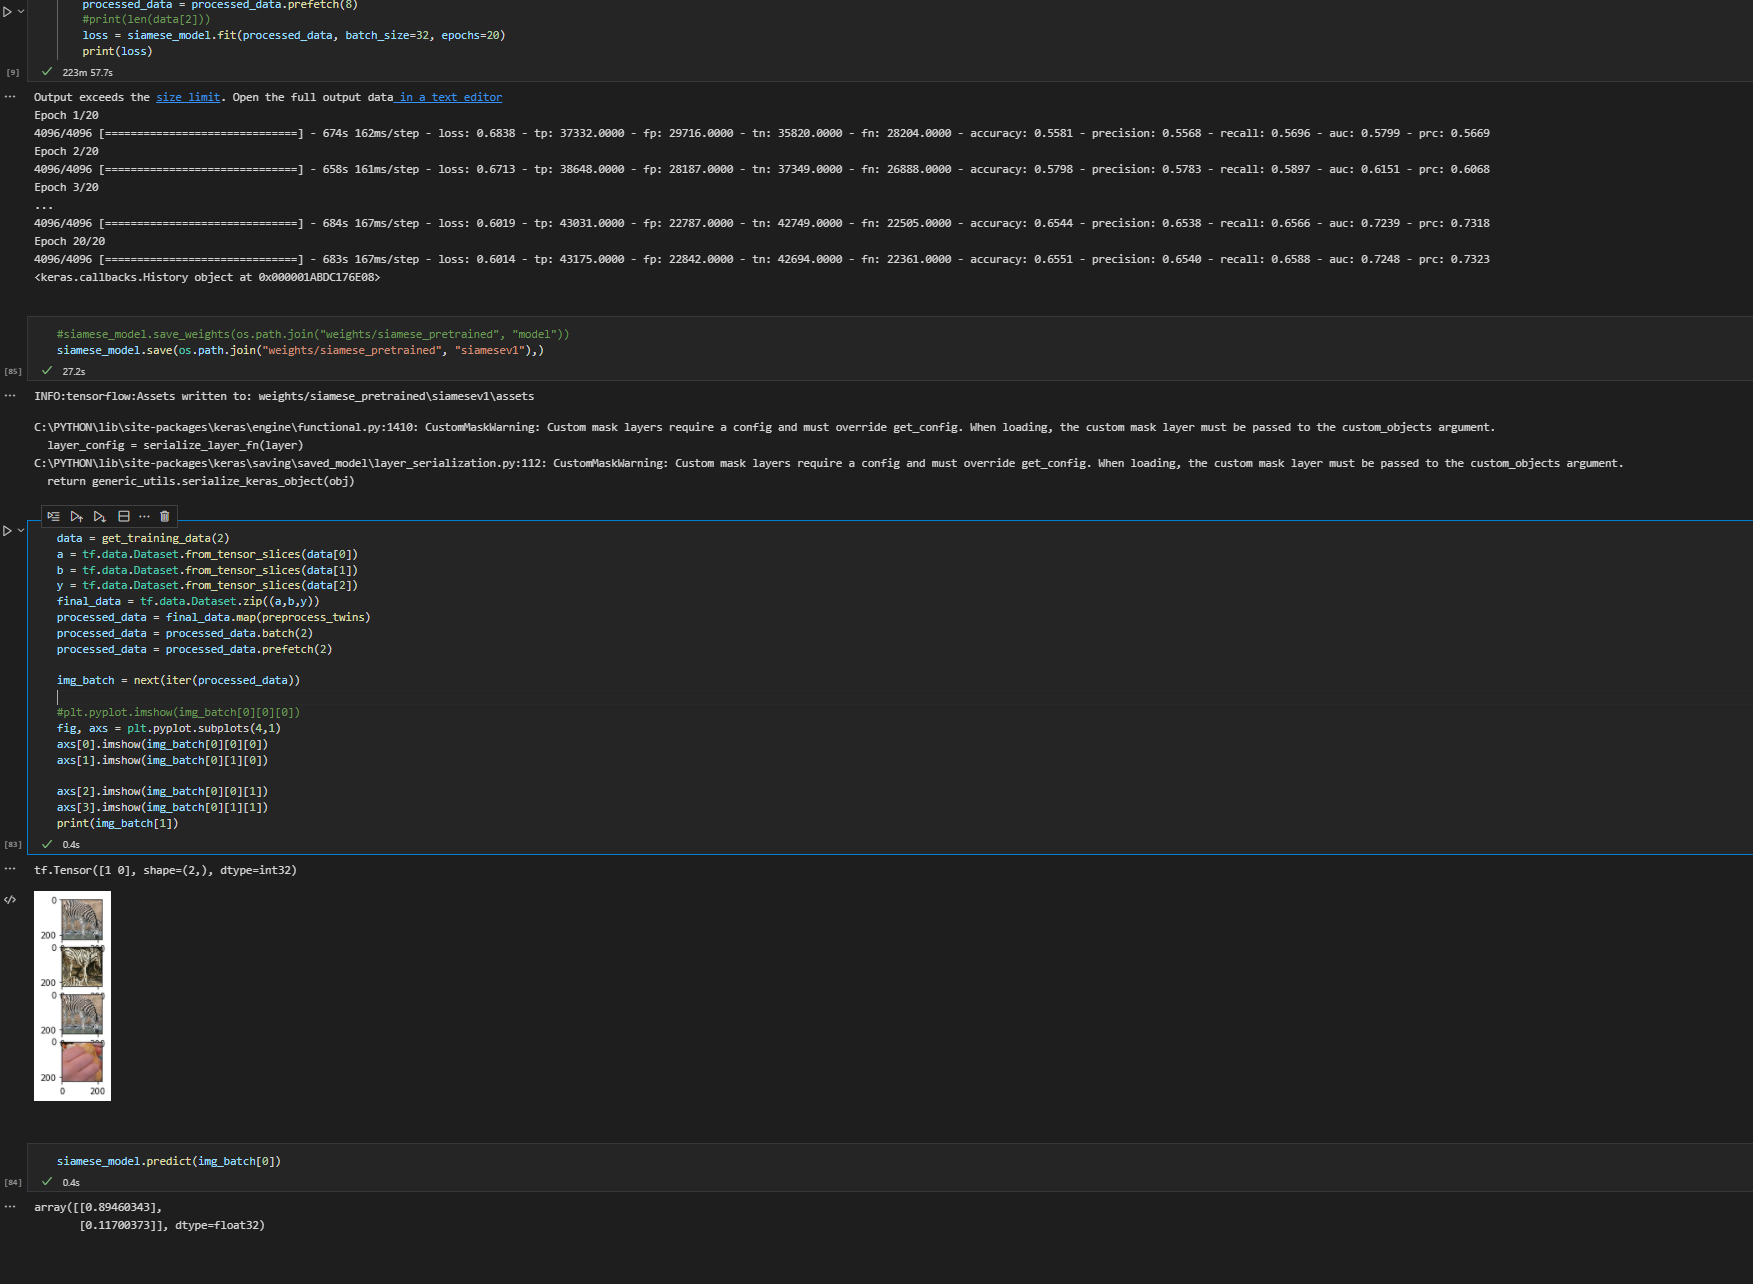 processed_data = processed_data.prefetch(8)
#print(len(data[2]))
loss = siamese_model.fit(processed_data, batch_size=32, epochs=20)
print(loss)
[9] 223m 57.7s
Output exceeds the size limit. Open the full output data in a text editor
Epoch 1/20
4096/4096 [==============================] - 674s 162ms/step - loss: 0.6838 - tp: 37332.0000 - fp: 29716.0000 - tn: 35820.0000 - fn: 28204.0000 - accuracy: 0.5581 - precision: 0.5568 - recall: 0.5696 - auc: 0.5799 - prc: 0.5669
Epoch 2/20
4096/4096 [==============================] - 658s 161ms/step - loss: 0.6713 - tp: 38648.0000 - fp: 28187.0000 - tn: 37349.0000 - fn: 26888.0000 - accuracy: 0.5798 - precision: 0.5783 - recall: 0.5897 - auc: 0.6151 - prc: 0.6068
Epoch 3/20
...
4096/4096 [==============================] - 684s 167ms/step - loss: 0.6019 - tp: 43031.0000 - fp: 22787.0000 - tn: 42749.0000 - fn: 22505.0000 - accuracy: 0.6544 - precision: 0.6538 - recall: 0.6566 - auc: 0.7239 - prc: 0.7318
Epoch 20/20
4096/4096 [==============================] - 683s 167ms/step - loss: 0.6014 - tp: 43175.0000 - fp: 22842.0000 - tn: 42694.0000 - fn: 22361.0000 - accuracy: 0.6551 - precision: 0.6540 - recall: 0.6588 - auc: 0.7248 - prc: 0.7323
<keras.callbacks.History object at 0x000001ABDC176E08>
#siamese_model.save_weights(os.path.join("weights/siamese_pretrained", "model"))
siamese_model.save(os.path.join("weights/siamese_pretrained", "siamesev1"),)
[85] 27.2s
INFO:tensorflow:Assets written to: weights/siamese_pretrained\siamesev1\assets
C:\PYTHON\lib\site-packages\keras\engine\functional.py:1410: CustomMaskWarning: Custom mask layers require a config and must override get_config. When loading, the custom mask layer must be passed to the custom_objects argument.
layer_config = serialize_layer_fn(layer)
C:\PYTHON\lib\site-packages\keras\saving\saved_model\layer_serialization.py:112: CustomMaskWarning: Custom mask layers require a config and must override get_config. When loading, the custom mask layer must be passed to the custom_objects argument.
return generic_utils.serialize_keras_object(obj)
data = get_training_data(2)
a = tf.data.Dataset.from_tensor_slices(data[0])
b = tf.data.Dataset.from_tensor_slices(data[1])
y = tf.data.Dataset.from_tensor_slices(data[2])
final_data = tf.data.Dataset.zip((a,b,y))
processed_data = final_data.map(preprocess_twins)
processed_data = processed_data.batch(2)
processed_data = processed_data.prefetch(2)
img_batch = next(iter(processed_data))
#plt.pyplot.imshow(img_batch[0][0][0])
fig, axs = plt.pyplot.subplots(4,1)
axs[0].imshow(img_batch[0][0][0])
axs[1].imshow(img_batch[0][1][0])
axs[2].imshow(img_batch[0][0][1])
axs[3].imshow(img_batch[0][1][1])
print(img_batch[1])
[83] 0.4s
tf.Tensor([1 0], shape=(2,), dtype=int32)
0
200
0
200
0
200
0
200
0 200
siamese_model.predict(img_batch[0])
[84] 0.4s
array([[0.89460343],
[0.11700373]], dtype=float32)